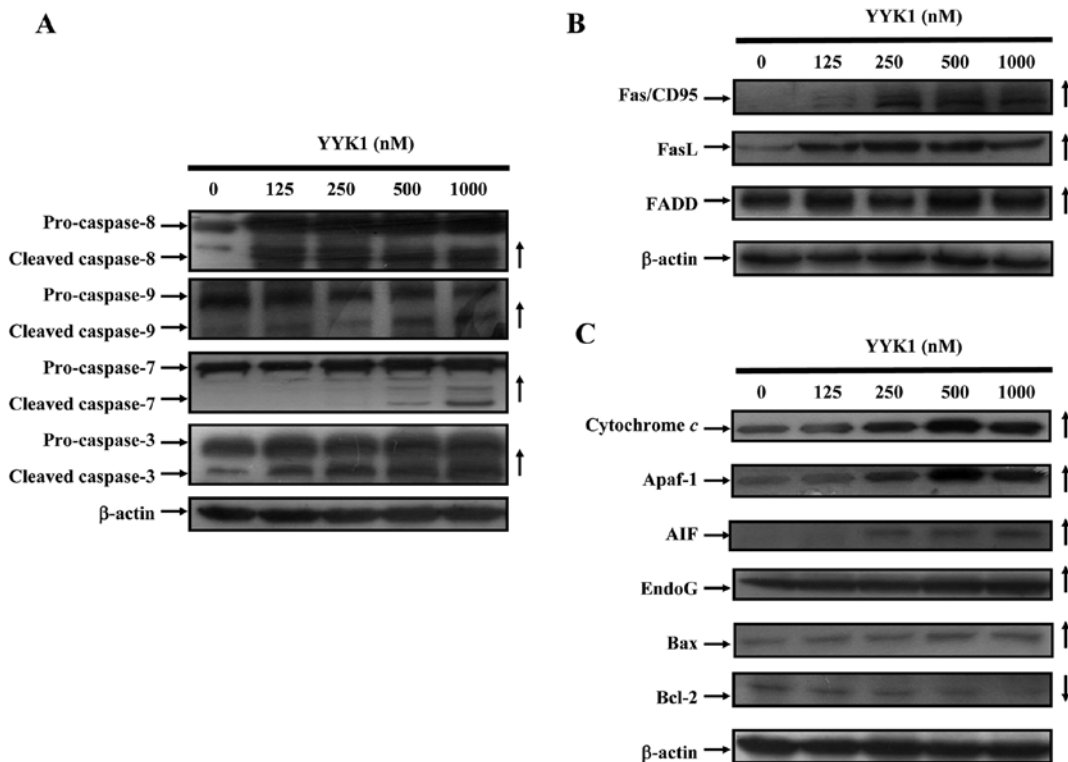 A
YYK1 (nM)
0 125 250 500 1000
Pro-caspase-8
Cleaved caspase-8
Pro-caspase-9
Cleaved caspase-9
Pro-caspase-7
Cleaved caspase-7
Pro-caspase-3
Cleaved caspase-3
β-actin
B
YYK1 (nM)
0 125 250 500 1000
Fas/CD95
FasL
FADD
β-actin
C
YYK1 (nM)
0 125 250 500 1000
Cytochrome c
Apaf-1
AIF
EndoG
Bax
Bcl-2
β-actin